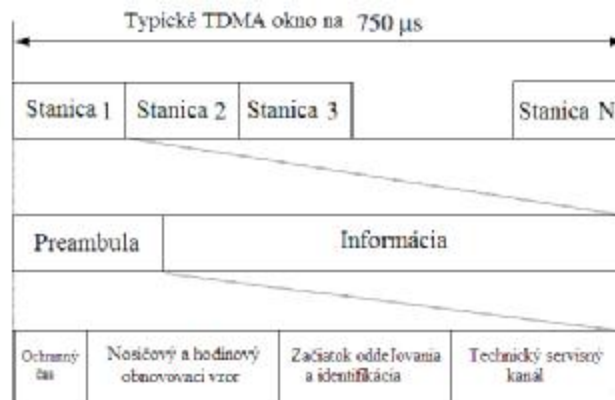 Typické TDMA okno na 750 µs
Stanica 1 Stanica 2 Stanica 3 Stanica N
Preambula Informácia
Ochranný
čas
Nosičový a hodinový
obnovovací vzor
Začiatok oddeľovania
a identifikácia
Technický servisný
kanál